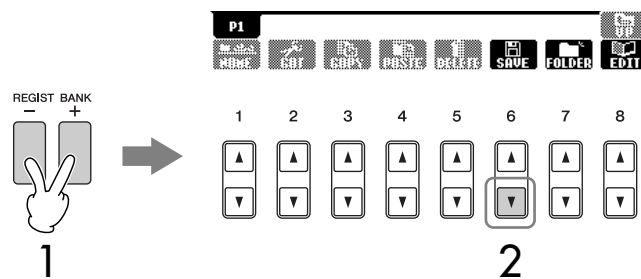 P1
UP
NAME CUT COPY PASTE DELETE SAVE FOLDER EDIT
REGIST BANK
− +
1 2 3 4 5 6 7 8
1 2